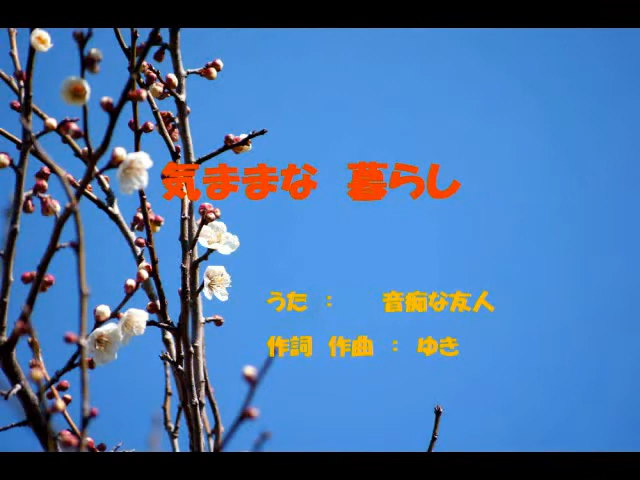 気ままな　暮らし
うた　：　　音痴な友人
作詞　作曲　：　ゆき